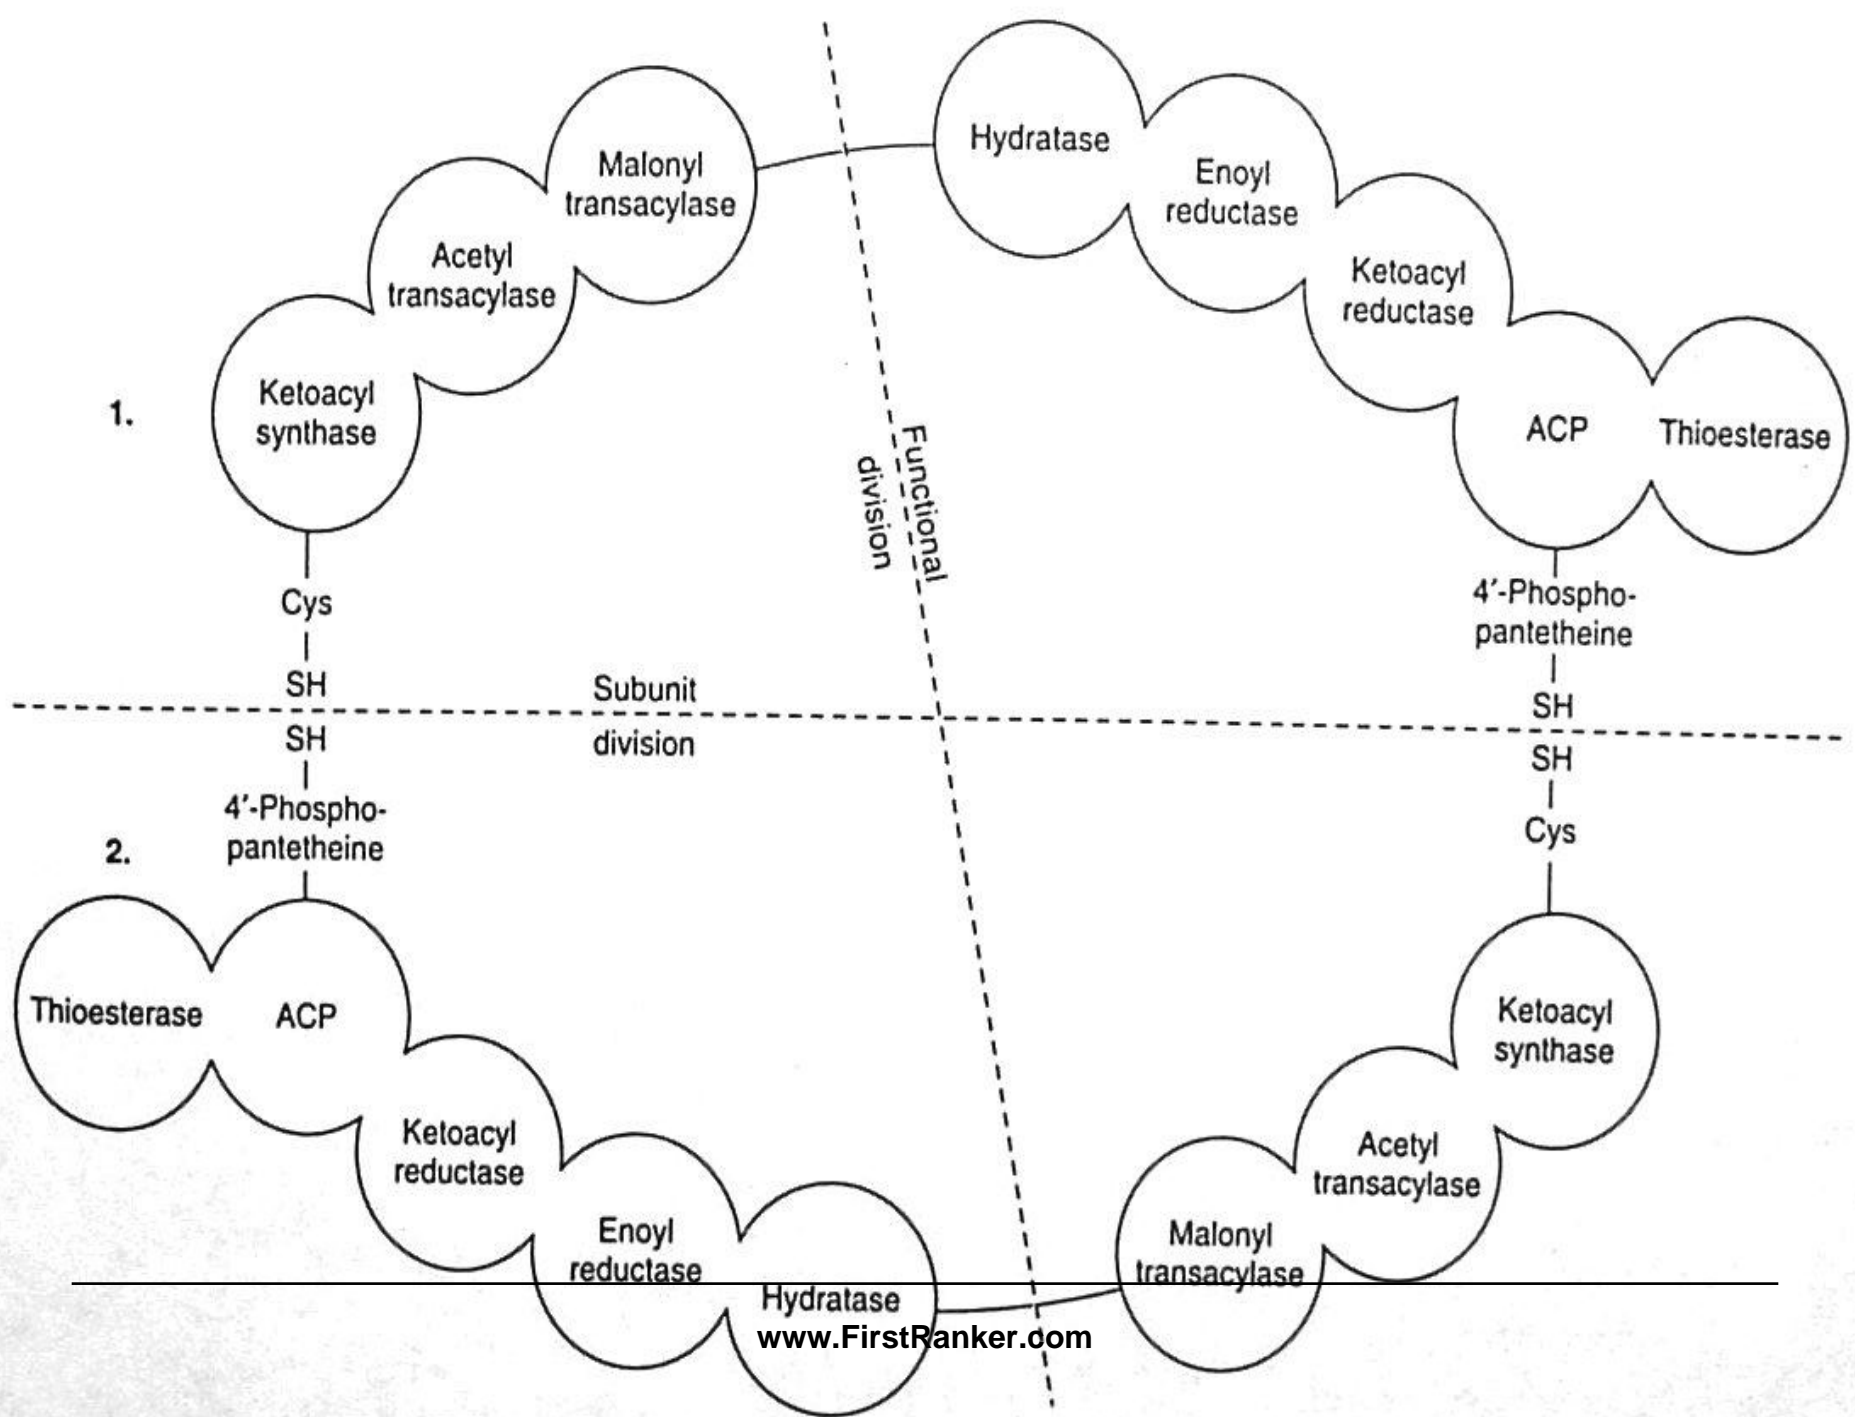 Malonyl
transacylase
Hydratase
Enoyl
reductase
Acetyl
transacylase
Ketoacyl
reductase
Ketoacyl
synthase
1.
ACP
Thioesterase
Functional
division
Cys
SH
4′-Phospho-
pantetheine
SH
Subunit
division
SH
4′-Phospho-
pantetheine
2.
SH
Cys
Thioesterase
ACP
Ketoacyl
synthase
Ketoacyl
reductase
Acetyl
transacylase
Enoyl
reductase
Malonyl
transacylase
Hydratase
www.FirstRanker.com